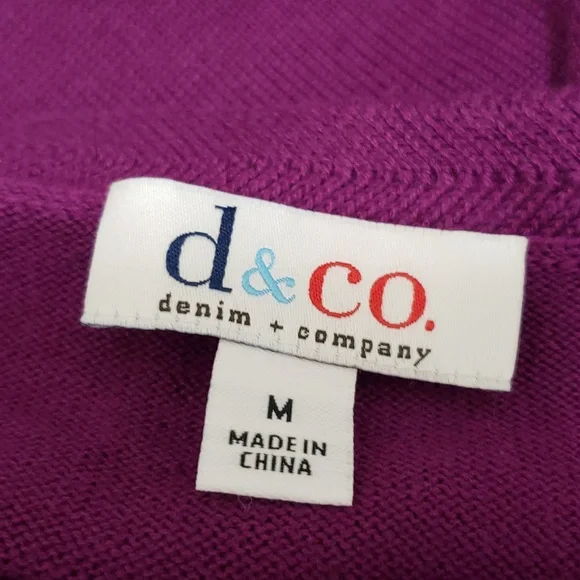 d&co.
denim + company
M
MADE IN
CHINA